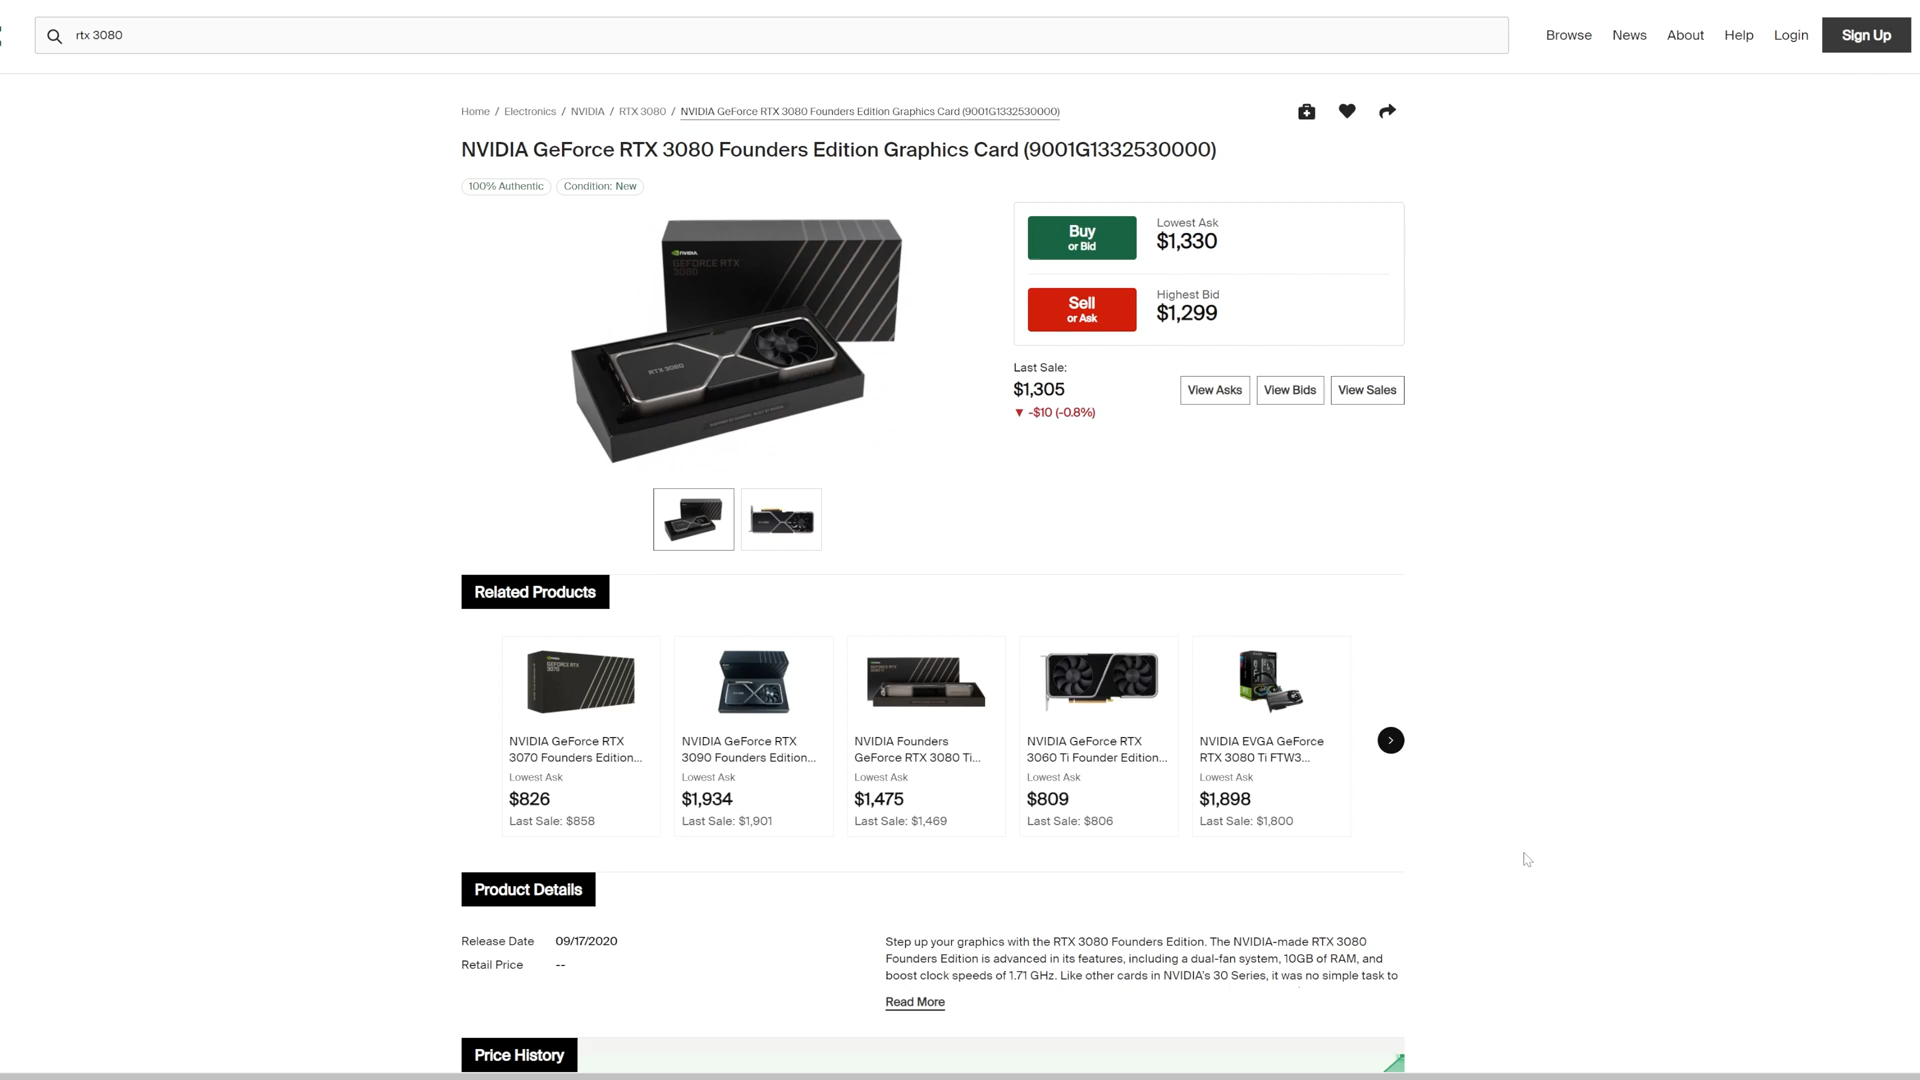 rtx 3080
Browse
News
About
Help
Login
Sign Up
Home / Electronics / NVIDIA / RTX 3080 / NVIDIA GeForce RTX 3080 Founders Edition Graphics Card (9001G1332530000)
NVIDIA GeForce RTX 3080 Founders Edition Graphics Card (9001G1332530000)
100% Authentic
Condition: New
NVIDIA
GEFORCE RTX
3080
RTX 3080
Buy
or Bid
Lowest Ask
$1,330
Sell
or Ask
Highest Bid
$1,299
Last Sale:
$1,305
▼ -$10 (-0.8%)
View Asks
View Bids
View Sales
Related Products
GEFORCE RTX
3070
NVIDIA GeForce RTX
3070 Founders Edition...
Lowest Ask
$826
Last Sale: $858
NVIDIA GeForce RTX
3090 Founders Edition...
Lowest Ask
$1,934
Last Sale: $1,901
NVIDIA Founders
GeForce RTX 3080 Ti...
Lowest Ask
$1,475
Last Sale: $1,469
NVIDIA GeForce RTX
3060 Ti Founder Edition...
Lowest Ask
$809
Last Sale: $806
NVIDIA EVGA GeForce
RTX 3080 Ti FTW3...
Lowest Ask
$1,898
Last Sale: $1,800
Product Details
Release Date 09/17/2020
Retail Price --
Step up your graphics with the RTX 3080 Founders Edition. The NVIDIA-made RTX 3080
Founders Edition is advanced in its features, including a dual-fan system, 10GB of RAM, and
boost clock speeds of 1.71 GHz. Like other cards in NVIDIA's 30 Series, it was no simple task to
Read More
Price History